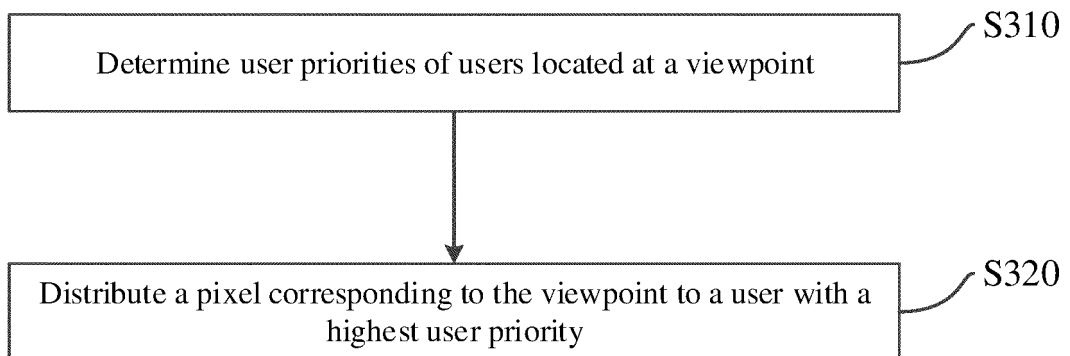 S310
Determine user priorities of users located at a viewpoint
S320
Distribute a pixel corresponding to the viewpoint to a user with a
highest user priority